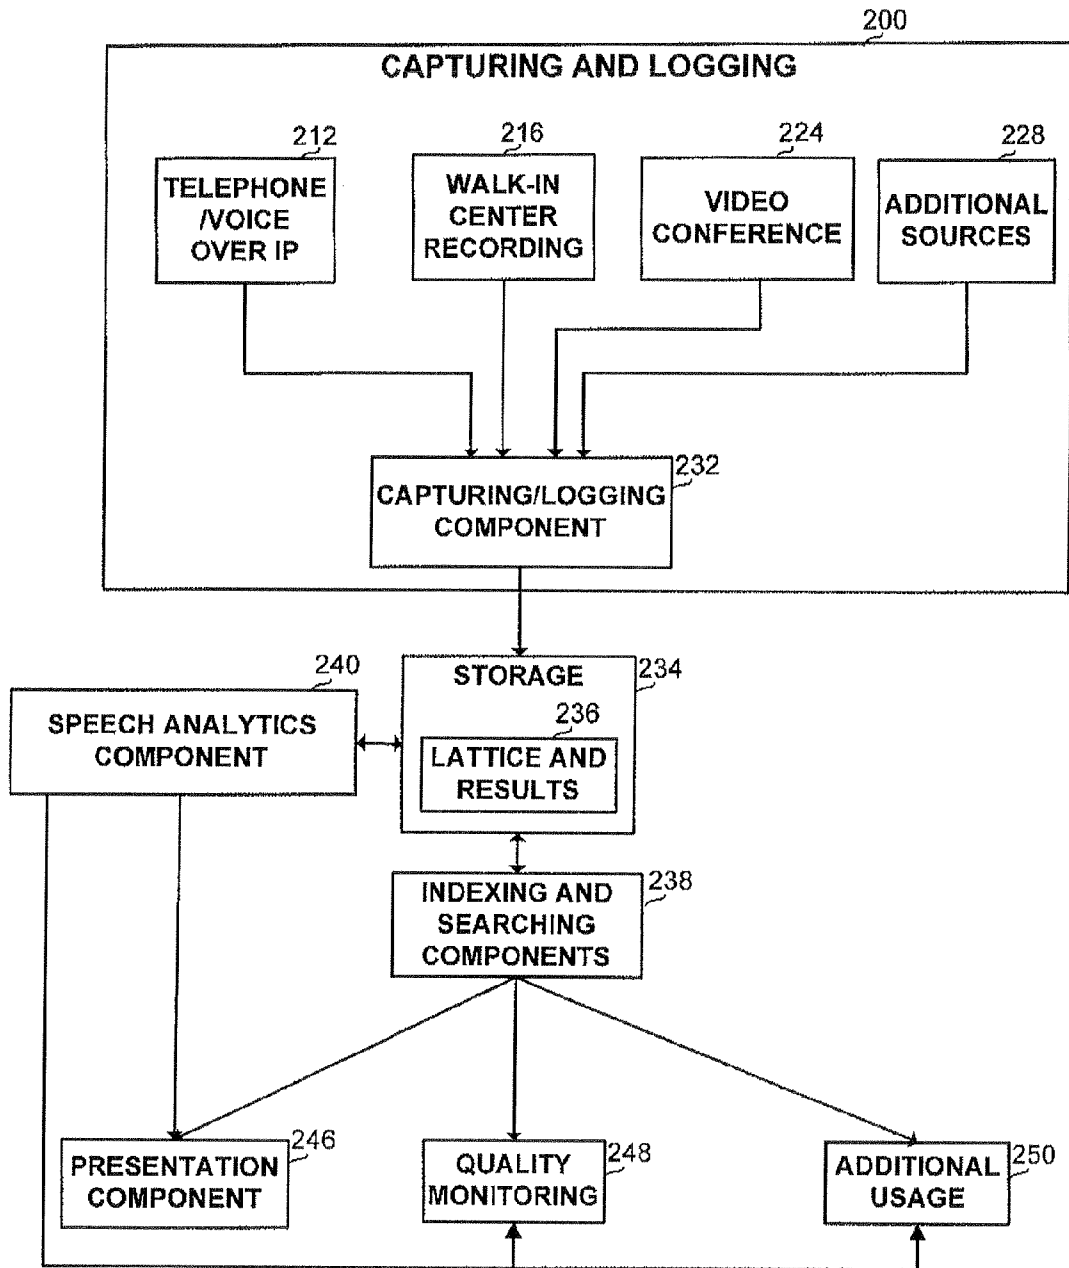 200
CAPTURING AND LOGGING
212
TELEPHONE
/VOICE
OVER IP
216
WALK-IN
CENTER
RECORDING
224
VIDEO
CONFERENCE
228
ADDITIONAL
SOURCES
232
CAPTURING/LOGGING
COMPONENT
240
SPEECH ANALYTICS
COMPONENT
STORAGE
234
236
LATTICE AND
RESULTS
238
INDEXING AND
SEARCHING
COMPONENTS
246
PRESENTATION
COMPONENT
248
QUALITY
MONITORING
250
ADDITIONAL
USAGE